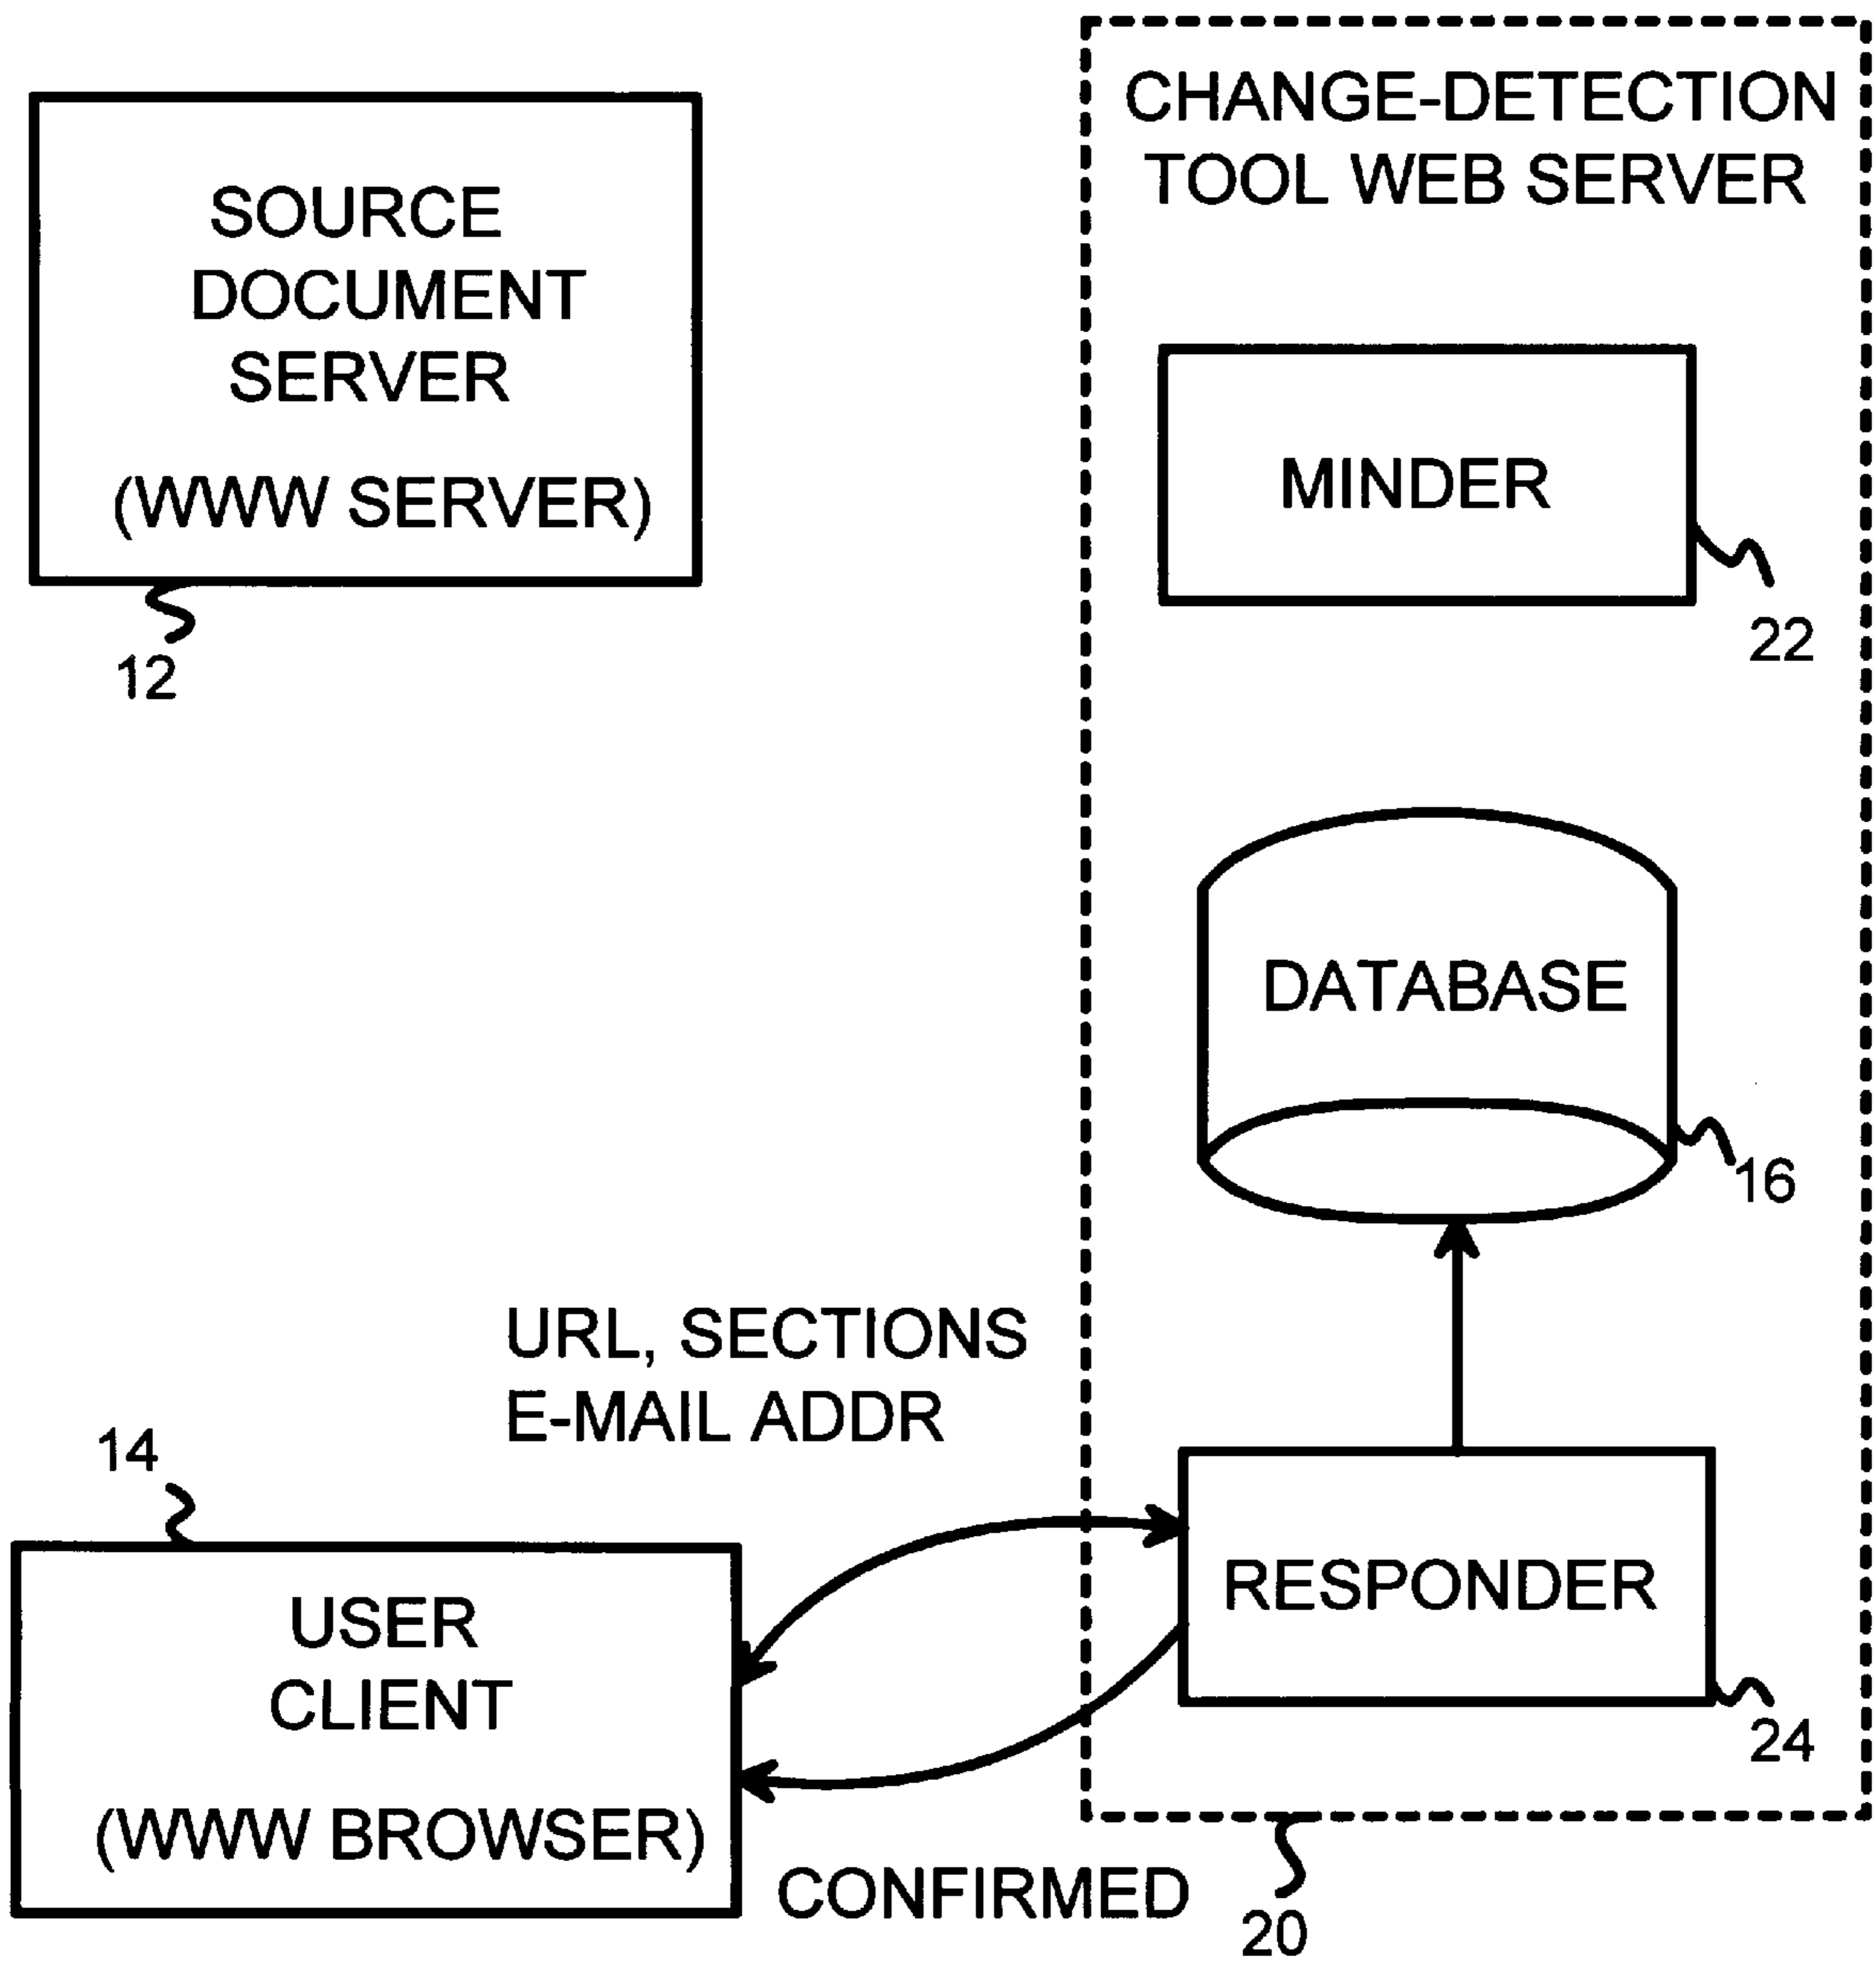 CHANGE-DETECTION
TOOL WEB SERVER
SOURCE
DOCUMENT
SERVER
(WWW SERVER)
12
MINDER
22
DATABASE
16
URL, SECTIONS
E-MAIL ADDR
14
USER
CLIENT
(WWW BROWSER)
RESPONDER
24
CONFIRMED
20